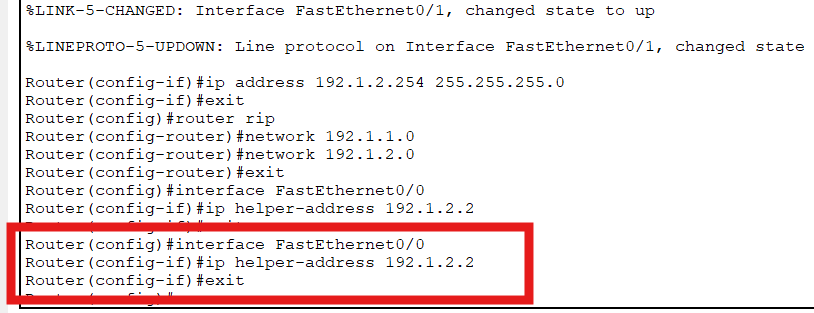 %LINK-5-CHANGED: Interface FastEthernet0/1, changed state to up
%LINEPROTO-5-UPDOWN: Line protocol on Interface FastEthernet0/1, changed state
Router(config-if)#ip address 192.1.2.254 255.255.255.0
Router(config-if)#exit
Router(config)#router rip
Router(config-router)#network 192.1.1.0
Router(config-router)#network 192.1.2.0
Router(config-router)#exit
Router(config)#interface FastEthernet0/0
Router(config-if)#ip helper-address 192.1.2.2
Router(config)#interface FastEthernet0/0
Router(config-if)#ip helper-address 192.1.2.2
Router(config-if)#exit